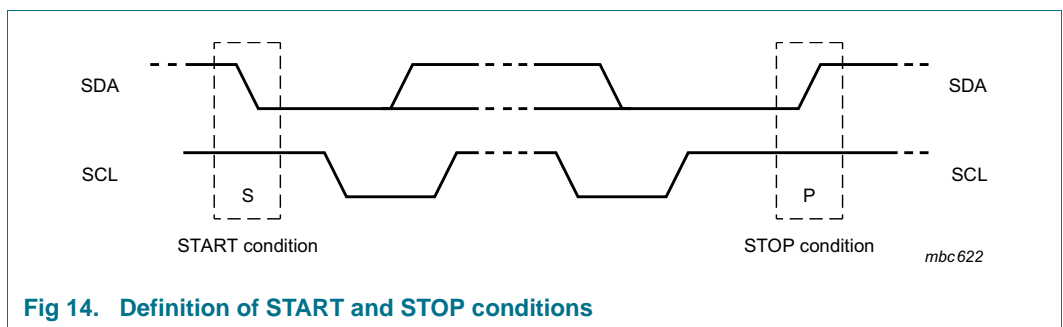 SDA
SDA
SCL
SCL
S
P
START condition
STOP condition
mbc622
Fig 14. Definition of START and STOP conditions